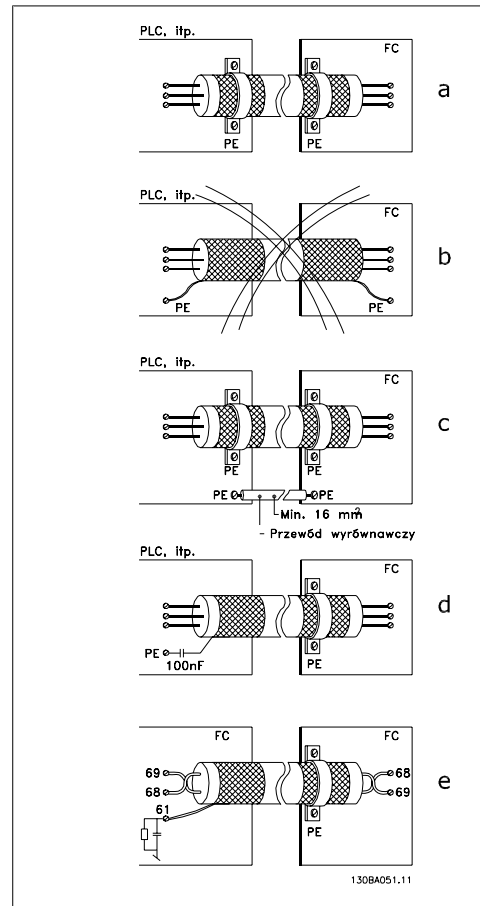 PLC, itp.
FC
a
PE
PE
PLC, itp.
FC
b
PE
PE
PLC, itp.
FC
c
PE
PE
PE
PE
Min. 16 mm²
- Przewód wyrównawczy
PLC, itp.
FC
d
PE
100nF
PE
FC
FC
69
68
68
69
e
61
PE
130BA051.11